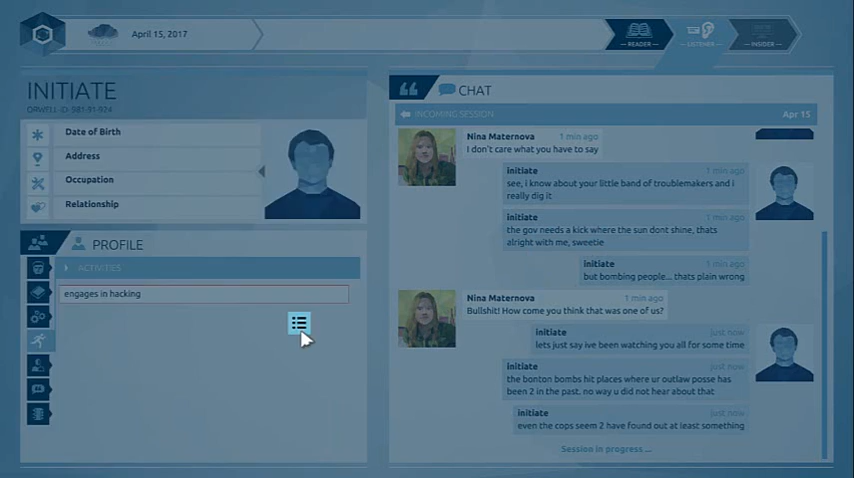 April 15, 2017
READER
LISTENER
INSIDER
INITIATE
ORWELL-ID: 981-91-924
Date of Birth
Address
Occupation
Relationship
PROFILE
ACTIVITIES
engages in hacking
CHAT
INCOMING SESSION
Apr 15
Nina Maternova 1 min ago
I don't care what you have to say
initiate 1 min ago
see, i know about your little band of troublemakers and i
really dig it
initiate 1 min ago
the gov needs a kick where the sun dont shine, thats
alright with me, sweetie
initiate 1 min ago
but bombing people... thats plain wrong
Nina Maternova 1 min ago
Bullshit! How come you think that was one of us?
initiate just now
lets just say ive been watching you all for some time
initiate just now
the bonton bombs hit places where ur outlaw posse has
been 2 in the past. no way u did not hear about that
initiate just now
even the cops seem 2 have found out at least something
Session in progress ...